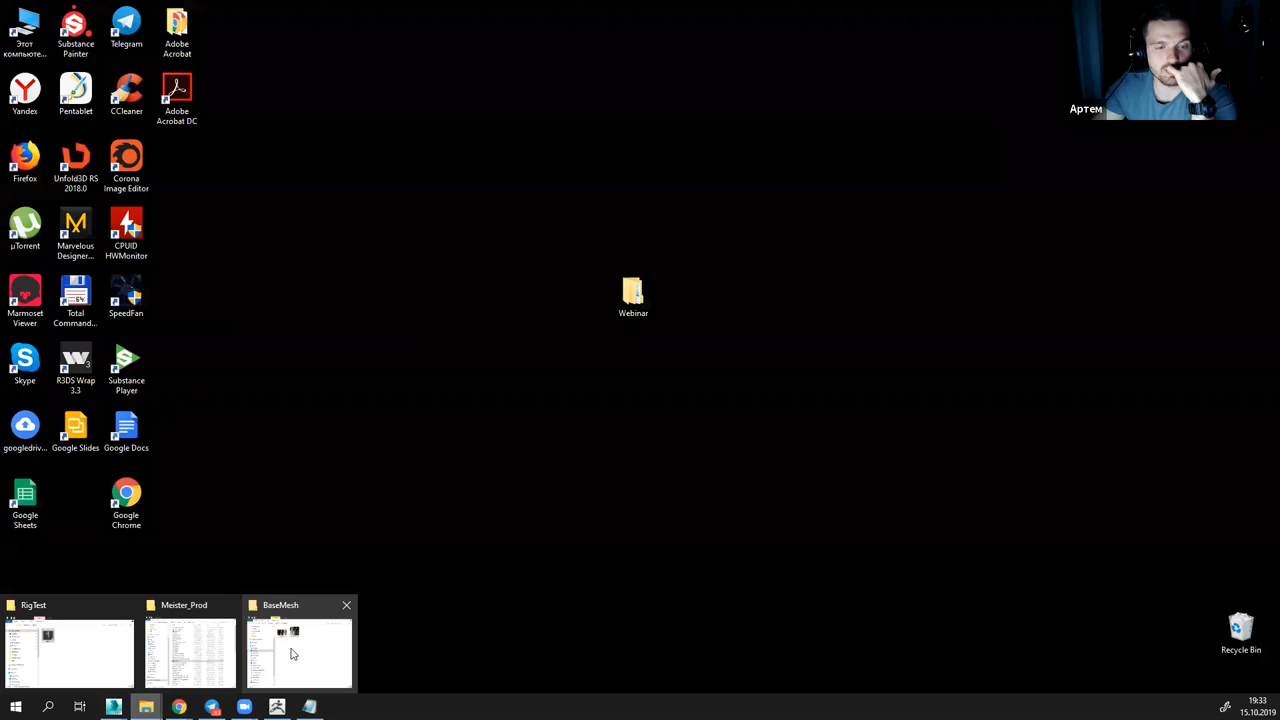 Этот
компьюте...
Substance
Painter
Telegram
Adobe
Acrobat
Yandex
Pentablet
CCleaner
Adobe
Acrobat DC
Firefox
Unfold3D RS
2018.0
Corona
Image Editor
µTorrent
Marvelous
Designer...
CPUID
HWMonitor
Marmoset
Viewer
64
Total
Command...
SpeedFan
Skype
3
R3DS Wrap
3.3
Substance
Player
googledriv...
Google Slides
Google Docs
Google
Sheets
Google
Chrome
Webinar
Артем
Recycle Bin
RigTest
Meister_Prod
BaseMesh
19:33
15.10.2019